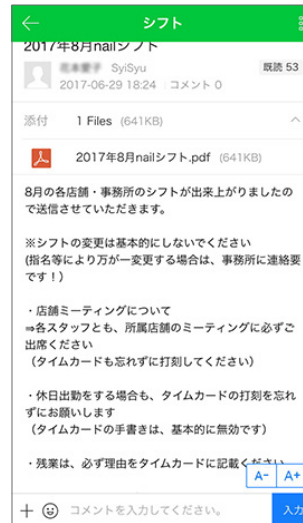 シフト
2017年8月nailシフト
SyiSyu
既読 53
2017-06-29 18:24 コメント 0
添付 1 Files (641KB)
2017年8月nailシフト.pdf (641KB)
8月の各店舗・事務所のシフトが出来上がりましたの
で送信させていただきます。
※シフトの変更は基本的にしないでください
(指名等により万が一変更する場合は、事務所に連絡要
です!)
・店舗ミーティングについて
⇒各スタッフとも、所属店舗のミーティングに必ずご
出席ください
(タイムカードも忘れずに打刻してください)
・休日出勤をする場合も、タイムカードの打刻を忘れ
ずにお願いします
(タイムカードの手書きは、基本的に無効です)
・残業は、必ず理由をタイムカードに記載ください
A- A+
コメントを入力してください。
入力